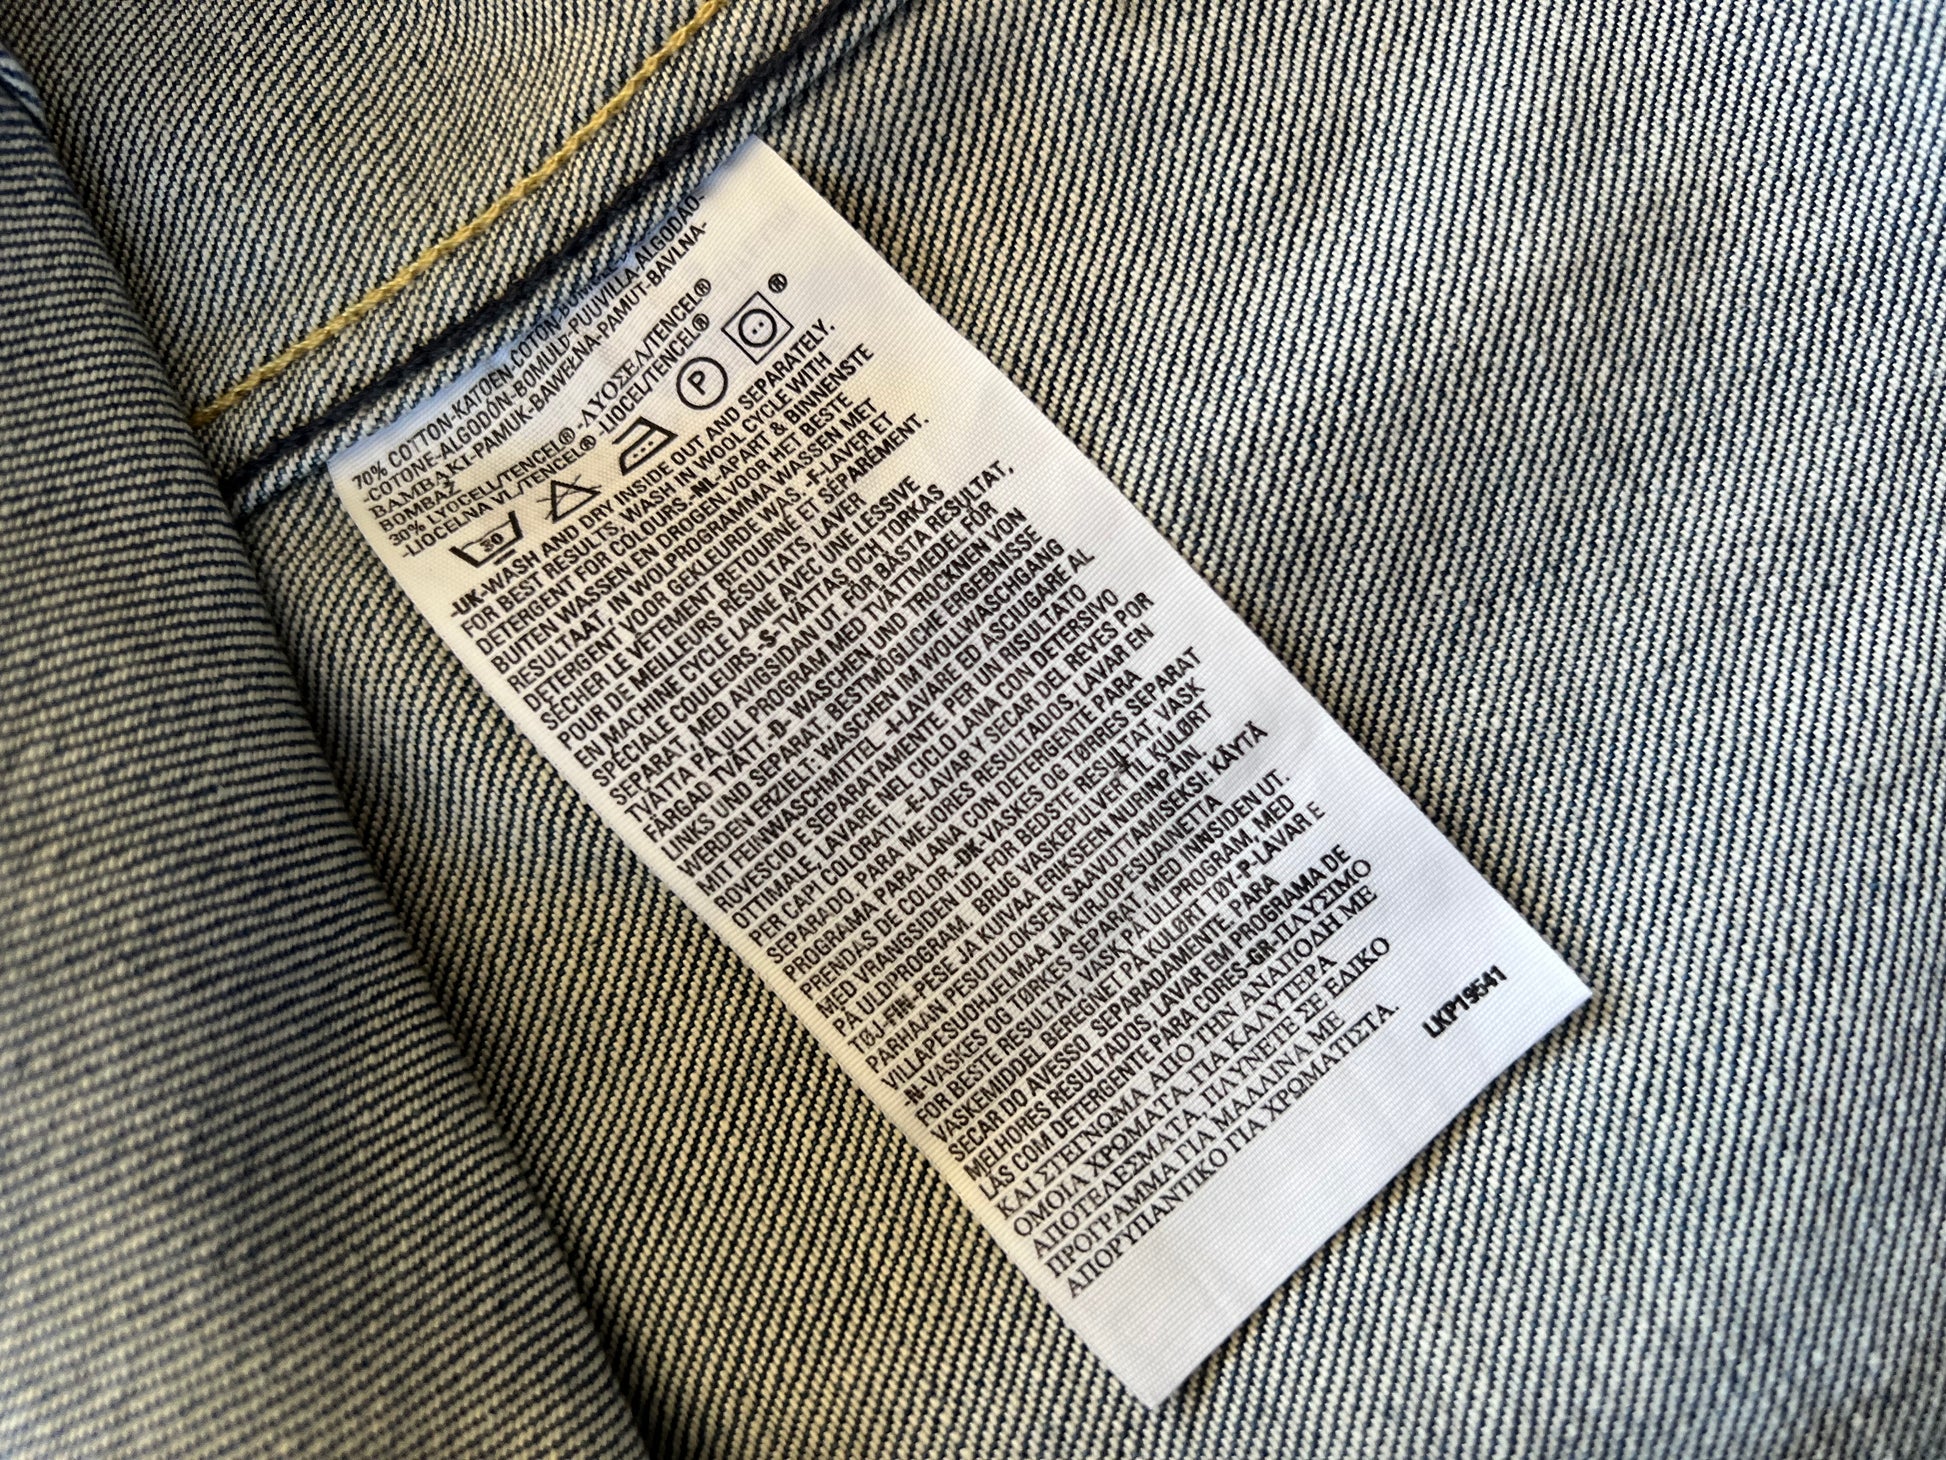 70% COTTON-KATOEN-COTON-BOMULL-PUUVILLA-ALGODAO-
-COTONE-ALGODÓN-BOMULD-PUUVILLA-ALGODAO-
BAMBAKI-PAMUK-BAWEŁNA-PAMUT-BAVLNA-
BOMBAŽ
30% LYOCELL/TENCEL®-ΛΥΟΣΕΛ/TENCEL®
-LIOCELNA VL/TENCEL®-LIOCEL/TENCEL®
30 P ®
-UK-WASH AND DRY INSIDE OUT AND SEPARATELY.
FOR BEST RESULTS, WASH IN WOOL CYCLE WITH
DETERGENT FOR COLOURS.-NL-APART & BINNENSTE
BUITEN WASSEN EN DROGEN.VOOR HET BESTE
RESULTAAT, IN WOLPROGRAMMA WASSEN MET
DETERGENT VOOR GEKLEURDE WAS. -F-LAVER ET
SÉCHER LE VÊTEMENT RETOURNÉ ET SÉPARÉMENT.
POUR DE MEILLEURS RÉSULTATS, LAVER
EN MACHINE CYCLE LAINE AVEC UNE LESSIVE
SPÉCIALE COULEURS.-S-TVÄTTAS OCH TORKAS
SEPARAT, MED AVIGSIDAN UT. FÖR BÄSTA RESULTAT,
TVÄTTA PÅ ULL PROGRAM MED TVÄTTMEDEL FÖR
FÄRGAD TVÄTT.-D- WASCHEN UND TROCKNEN VON
LINKS UND SEPARAT. BESTMÖGLICHE ERGEBNISSE
WERDEN ERZIELT: WASCHEN IM WOLLWASCHGANG
MIT FEINWASCHMITTEL -I-LAVARE ED ASCIUGARE AL
ROVESCIO E SEPARATAMENTE PER UN RISULTATO
OTTIMALE, LAVARE NEL CICLO LANA CON DETERSIVO
PER CAPI COLORATI.-E-LAVAR Y SECAR DEL REVES POR
SEPARADO. PARA MEJORES RESULTADOS, LAVAR EN
PROGRAMA PARA LANA CON DETERGENTE PARA
PRENDAS DE COLOR.-DK-VASKES OG TØRRES SEPARAT
MED VRANGSIDEN UD. FOR BEDSTE RESULTAT, VASK
PÅ ULDPROGRAM. BRUG VASKEPULVER TIL KULØRT
TØJ-FIN-PESE JA KUIVAA ERIKSEEN NURINPÄIN.
PARHAAN PESUTULOKSEN SAAVUTTAMISEKSI: KÄYTÄ
VILLAPESUOHJELMAA JA KIRJOPESUAINETTA
-N-VASKES OG TØRKES SEPARAT, MED INNSIDEN UT.
FOR BESTE RESULTAT, VASK PÅ ULLPROGRAM, MED
VASKEMIDDEL BEREGNET PÅ KULØRT TØY-P-LAVAR E
SECAR DO AVESSO, SEPARADAMENTE. PARA
MELHORES RESULTADOS, LAVAR EM PROGRAMA DE
LÃS COM DETERGENTE PARA CORES-GR-ΠΛΥΣΙΜΟ
ΚΑΙ ΣΤΕΓΝΩΜΑ ΑΠΟ ΤΗΝ ΑΝΑΠΟΔΗ ΜΕ
ΟΜΟΙΑ ΧΡΩΜΑΤΑ. ΓΙΑ ΚΑΛΥΤΕΡΑ
ΑΠΟΤΕΛΕΣΜΑΤΑ, ΠΛΥΝΕΤΕ ΣΕ ΕΙΔΙΚΟ
ΠΡΟΓΡΑΜΜΑ ΓΙΑ ΜΑΛΛΙΝΑ ΜΕ
ΑΠΟΡΥΠΑΝΤΙΚΟ ΓΙΑ ΧΡΩΜΑΤΙΣΤΑ.
LKP19641